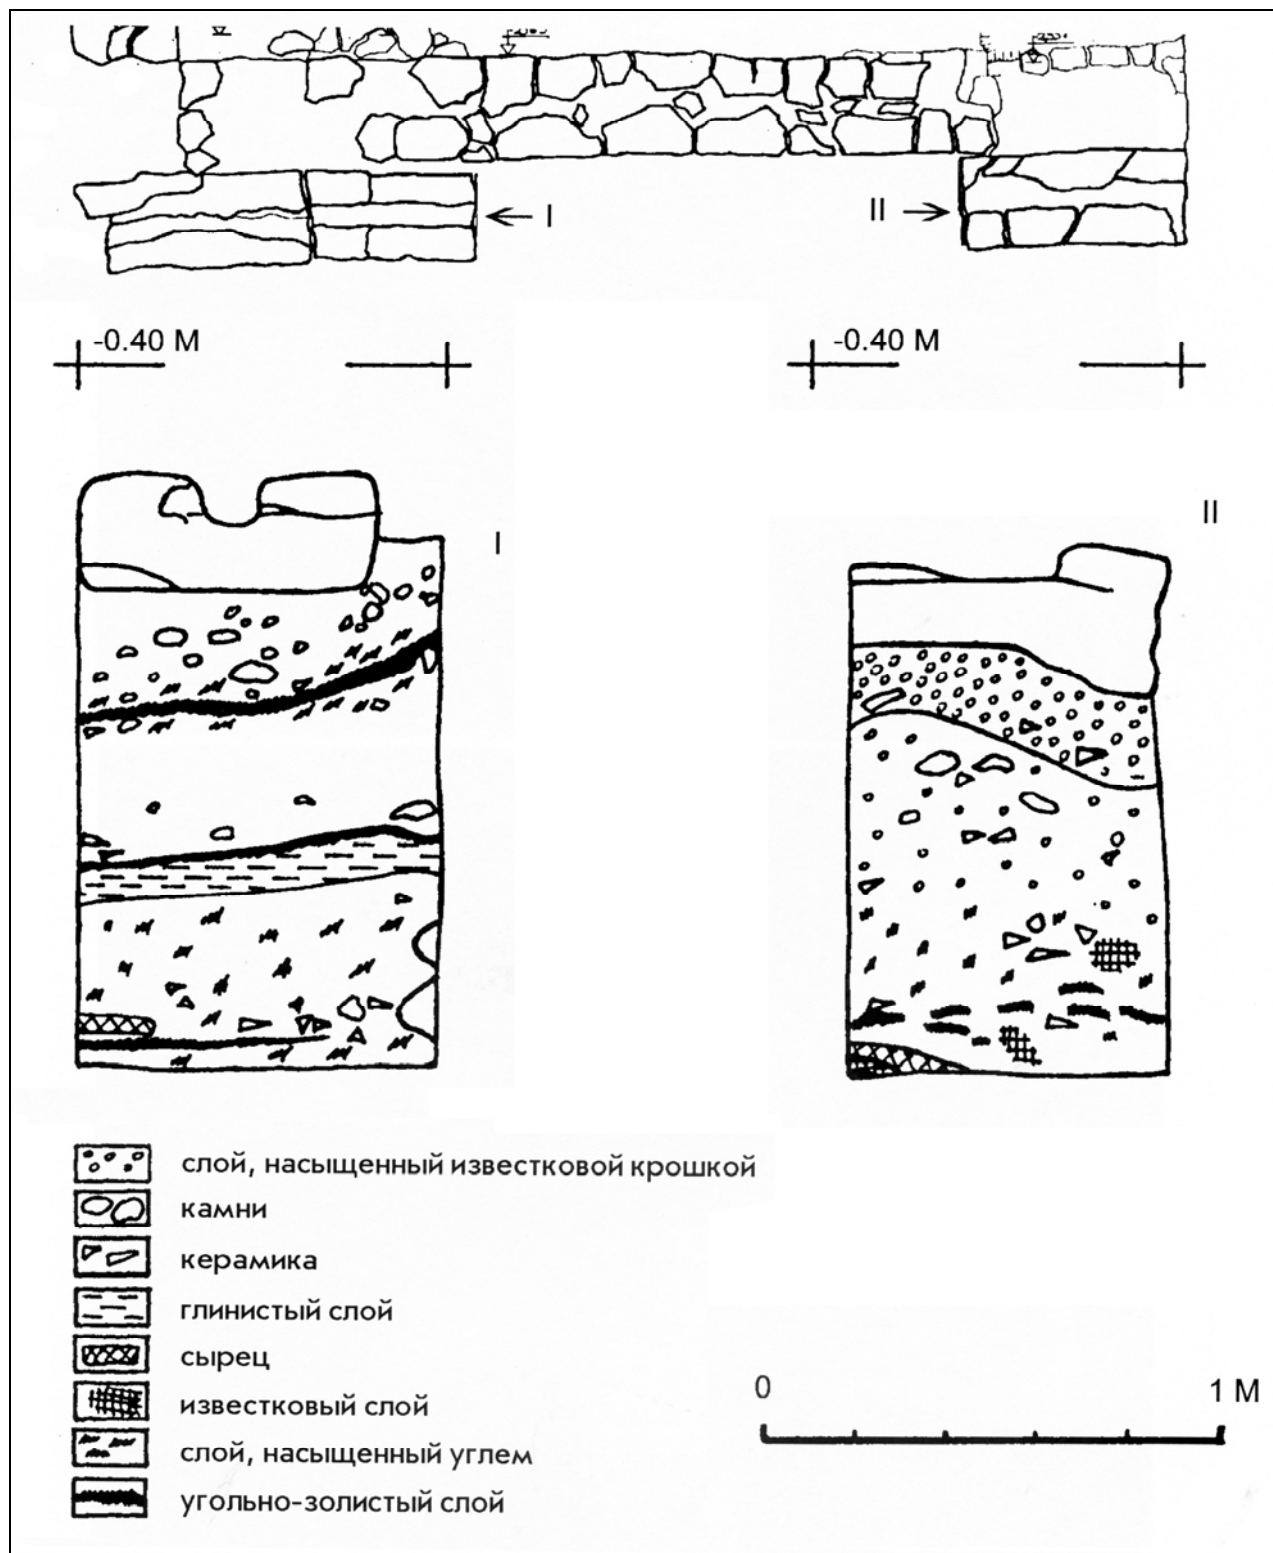 I
II
-0.40 М
-0.40 М
I
II
слой, насыщенный известковой крошкой
камни
керамика
глинистый слой
сырец
известковый слой
слой, насыщенный углем
угольно-золистый слой
0
1 М